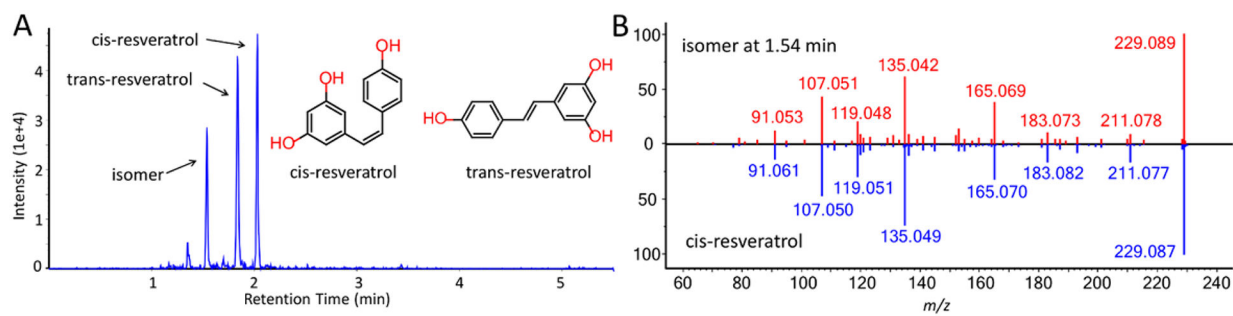 A
cis-resveratrol
trans-resveratrol
isomer
OH
OH
HO
cis-resveratrol
OH
HO
OH
trans-resveratrol
Intensity (1e+4)
4
3
2
1
0
1
2
3
4
5
Retention Time (min)
B
isomer at 1.54 min
100
50
0
50
100
91.053
107.051
119.048
135.042
165.069
183.073
211.078
229.089
91.061
107.050
119.051
135.049
165.070
183.082
211.077
229.087
cis-resveratrol
60
80
100
120
140
160
180
200
220
240
m/z